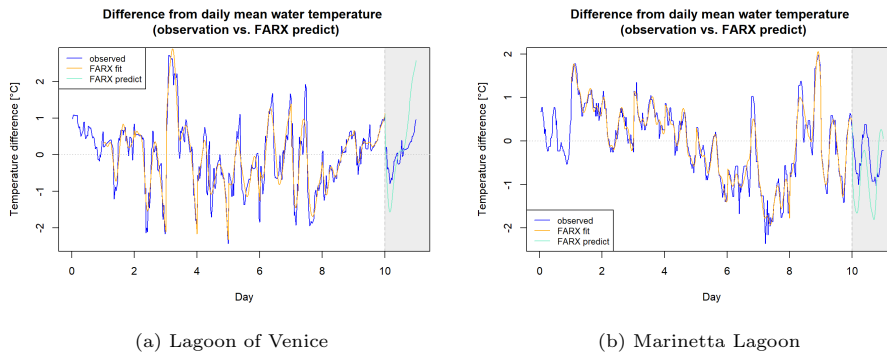 Difference from daily mean water temperature
(observation vs. FARX predict)
Temperature difference [°C]
2
1
0
-1
-2
observed
FARX fit
FARX predict
0 2 4 6 8 10
Day
(a) Lagoon of Venice
Difference from daily mean water temperature
(observation vs. FARX predict)
Temperature difference [°C]
2
1
0
-1
-2
observed
FARX fit
FARX predict
0 2 4 6 8 10
Day
(b) Marinetta Lagoon